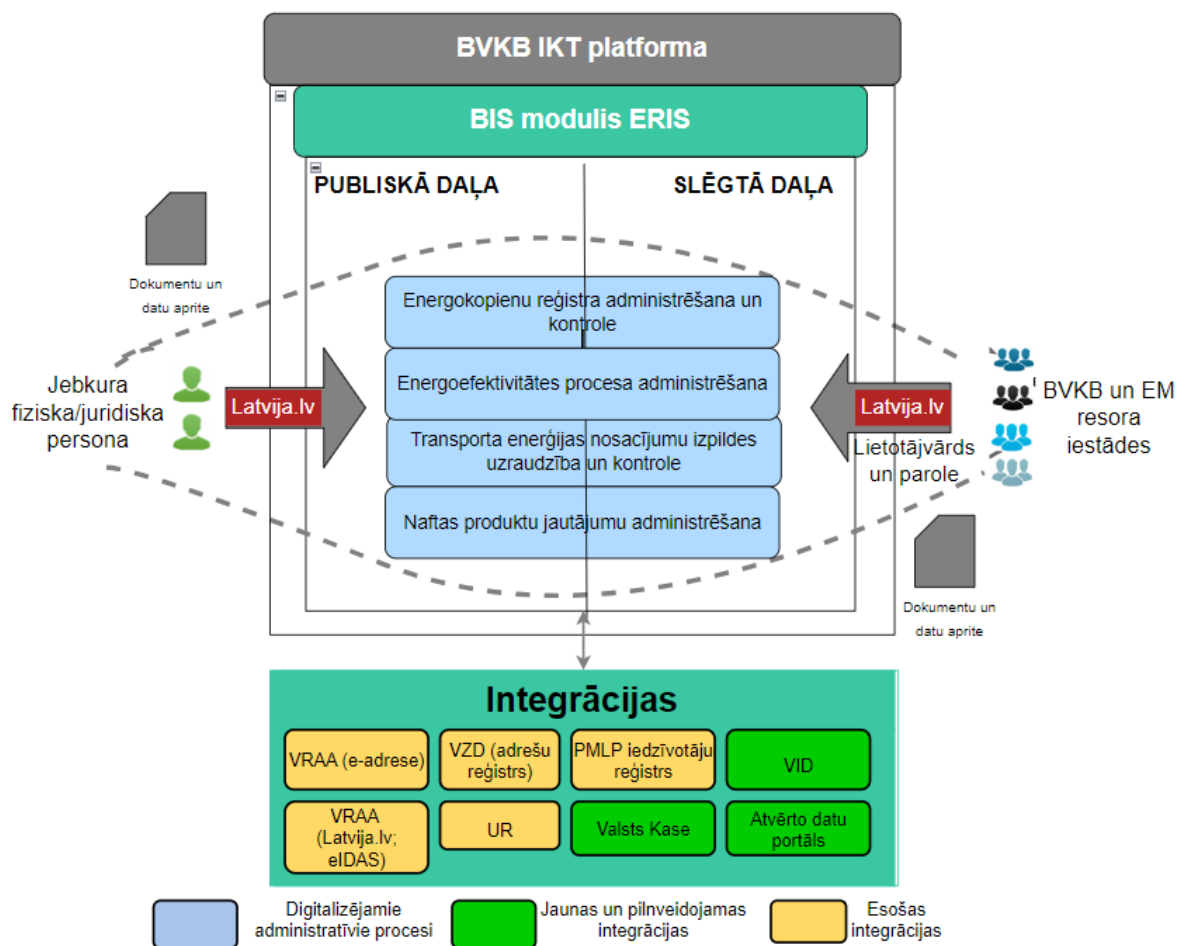 BVKB IKT platforma
BIS modulis ERIS
PUBLISKĀ DAĻA
SLĒGTĀ DAĻA
Dokumentu un
datu aprite
Energokopienu reģistra administrēšana un
kontrole
Energoefektivitātes procesa administrēšana
Transporta enerģijas nosacījumu izpildes
uzraudzība un kontrole
Naftas produktu jautājumu administrēšana
Jebkura
fiziska/juridiska
persona
Latvija.lv
Latvija.lv
Lietotājvārds
un parole
BVKB un EM
resora
iestādes
Dokumentu un
datu aprite
Integrācijas
VRAA (e-adrese)
VZD (adrešu
reģistrs)
PMLP iedzīvotāju
reģistrs
VID
VRAA
(Latvija.lv;
eIDAS)
UR
Valsts Kase
Atvērto datu
portāls
Digitalizējamie
administratīvie procesi
Jaunas un pilnveidojamas
integrācijas
Esošas
integrācijas